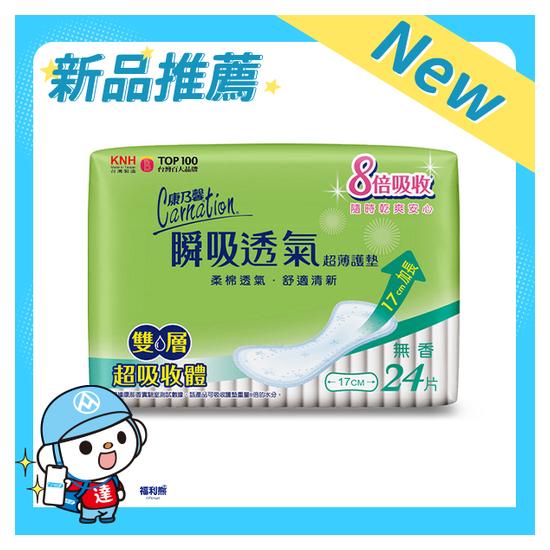 新品推薦
New
KNH
Made in Taiwan
台灣製造
TOP 100
台灣百大品牌
康乃馨
Carnation®
8倍吸收
隨時乾爽安心
瞬吸透氣
超薄護墊
柔棉透氣・舒適清新
17cm加長
雙層
超吸收體
無香
17CM
24片
達
福利熊